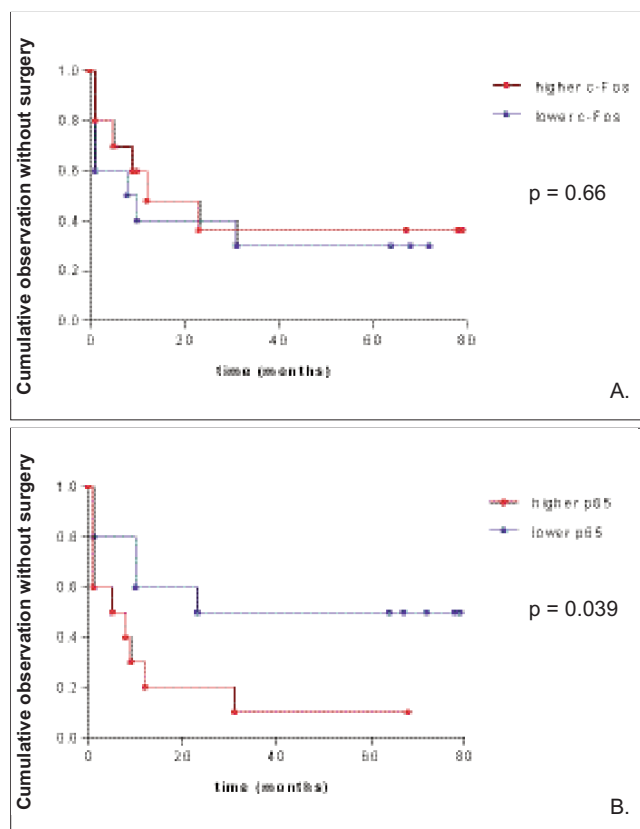 Cumulative observation without surgery
1.0
0.8
0.6
0.4
0.2
0.0
0
20
40
60
80
time (months)
higher c-Fos
lower c-Fos
p = 0.66
A.
Cumulative observation without surgery
1.0
0.8
0.6
0.4
0.2
0.0
0
20
40
60
80
time (months)
higher p65
lower p65
p = 0.039
B.